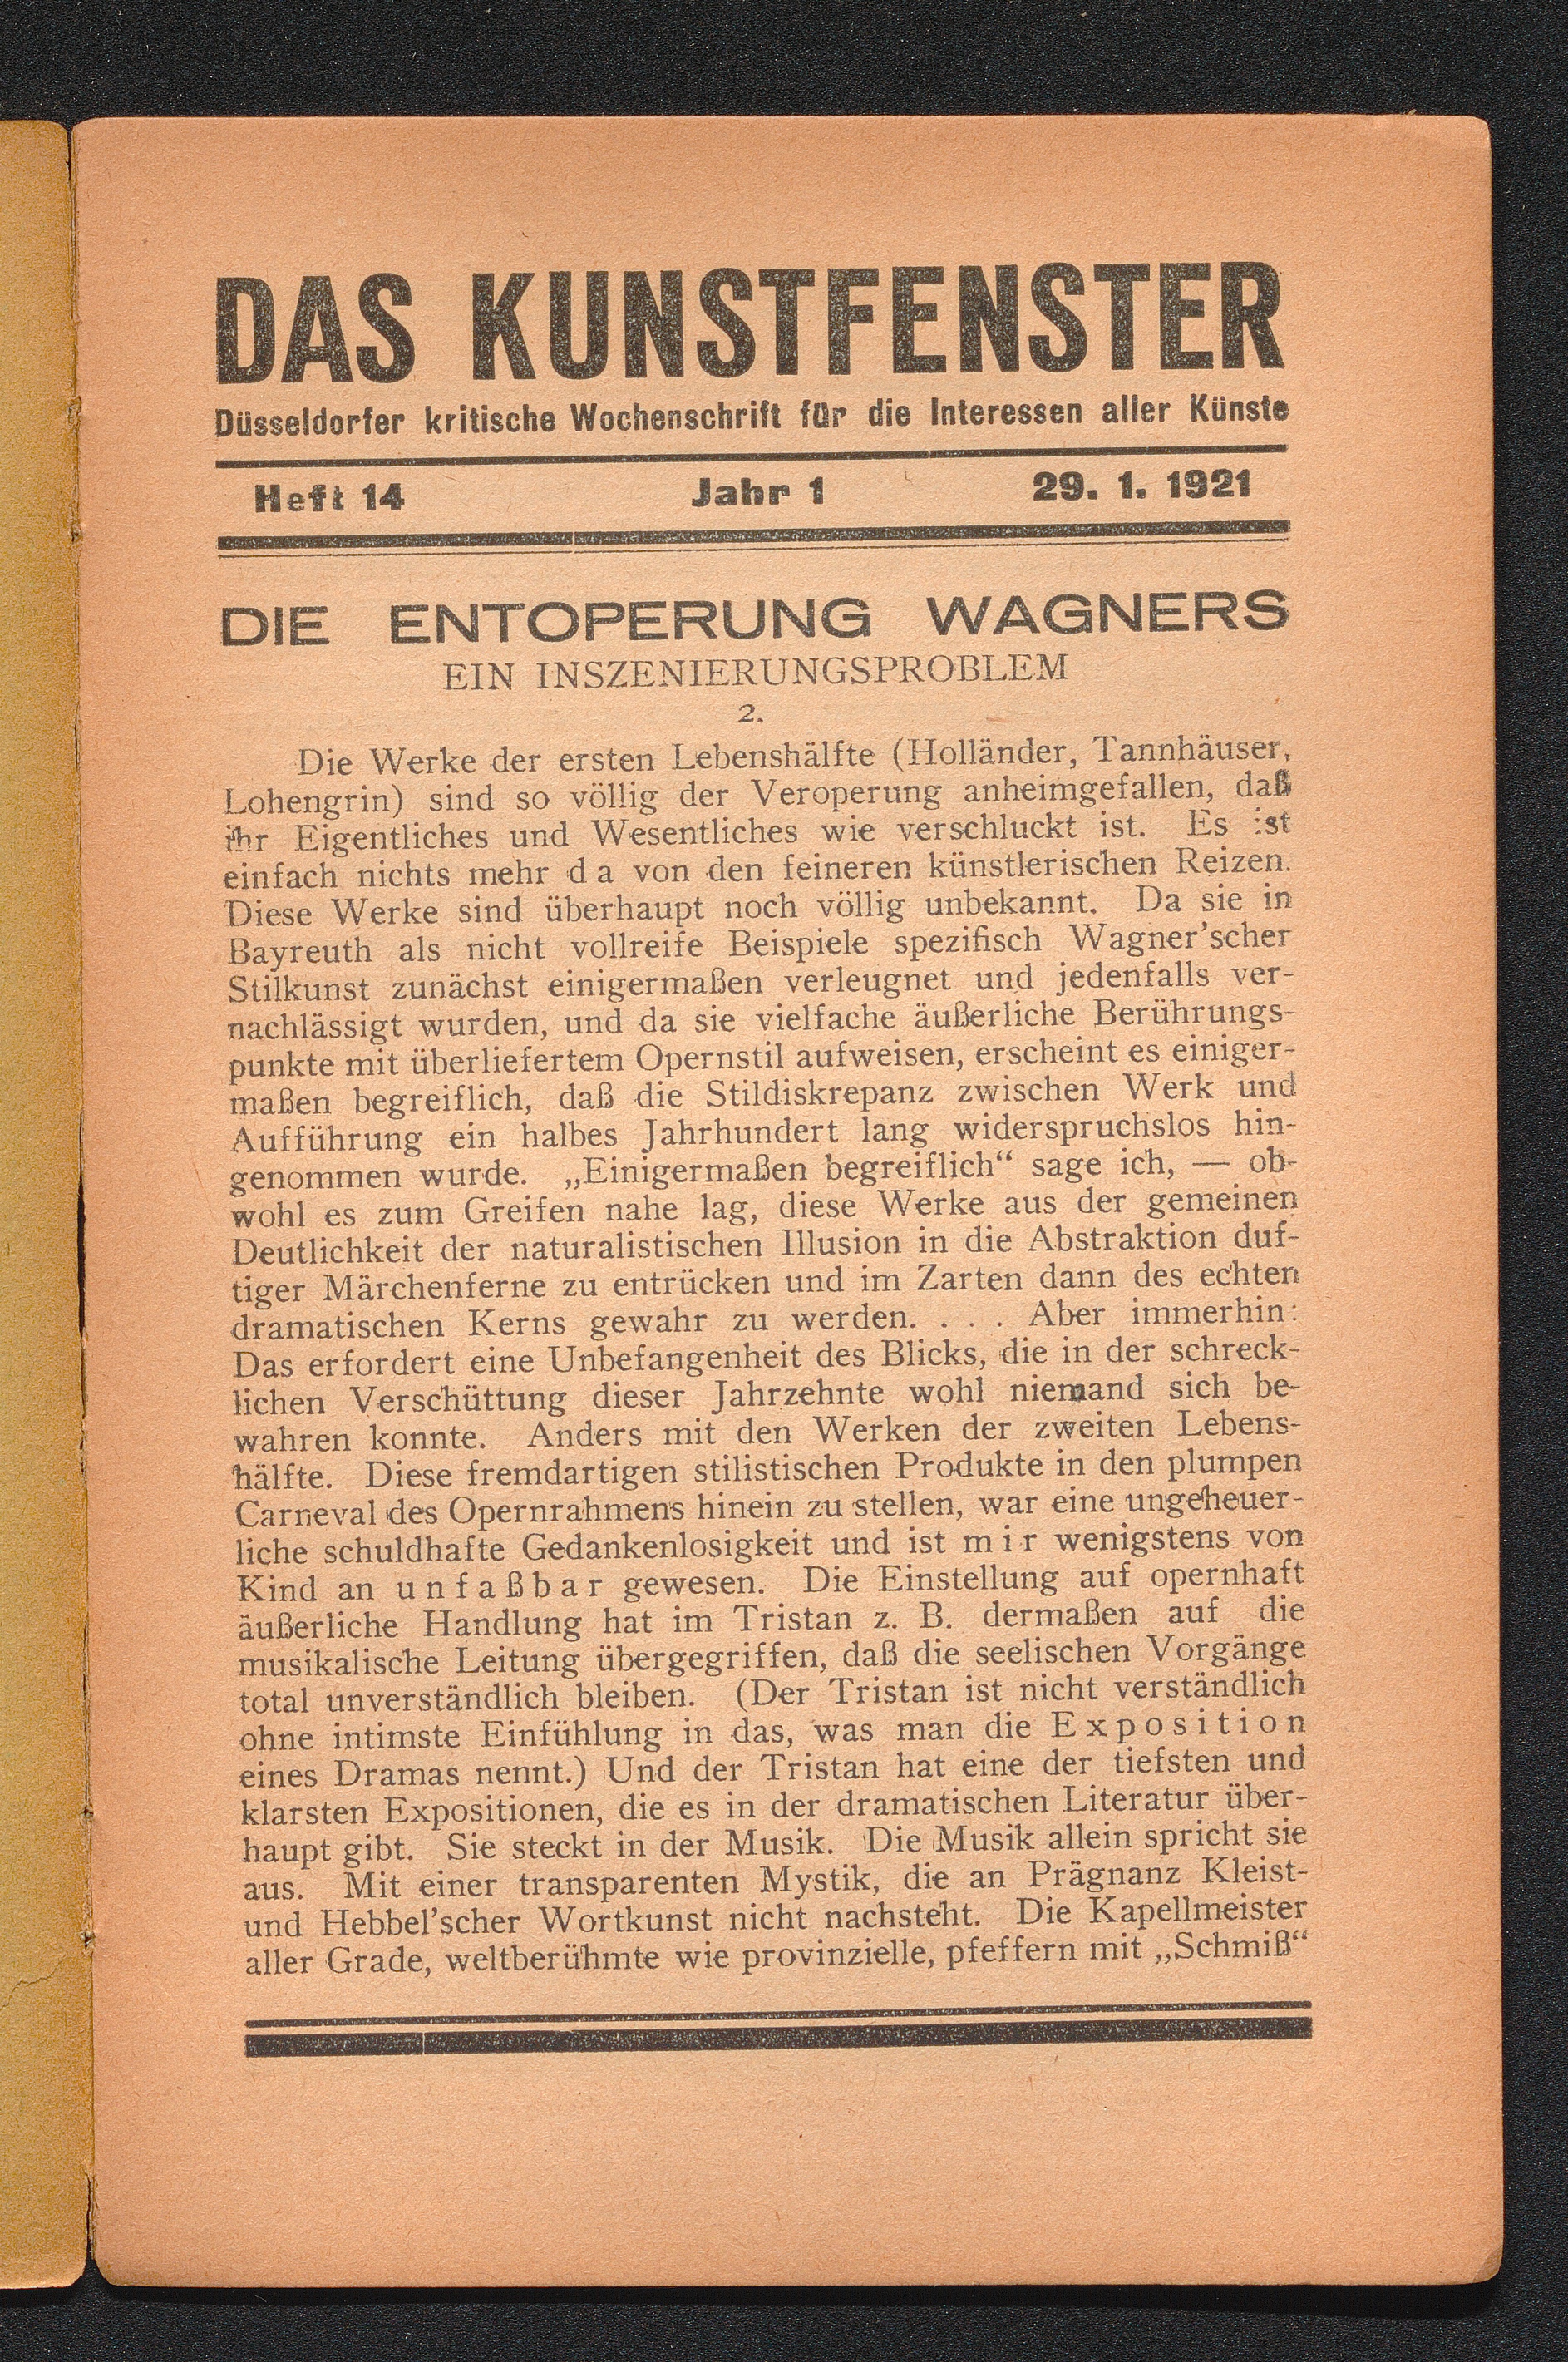 DAS KUNSTFENSTER
Düsseldorfer kritische Wochenschrift für die Interessen aller Künste
Heft 14 Jahr 1 29. 1. 1921
DIE ENTOPERUNG WAGNERS
EIN INSZENIERUNGSPROBLEM
2.
Die Werke der ersten Lebenshälfte (Holländer, Tannhäuser,
Lohengrin) sind so völlig der Veroperung anheimgefallen, daß
ihr Eigentliches und Wesentliches wie verschluckt ist. Es ist
einfach nichts mehr d a von den feineren künstlerischen Reizen.
Diese Werke sind überhaupt noch völlig unbekannt. Da sie in
Bayreuth als nicht vollreife Beispiele spezifisch Wagner'scher
Stilkunst zunächst einigermaßen verleugnet und jedenfalls ver-
nachlässigt wurden, und da sie vielfache äußerliche Berührungs-
punkte mit überliefertem Opernstil aufweisen, erscheint es einiger-
maßen begreiflich, daß die Stildiskrepanz zwischen Werk und
Aufführung ein halbes Jahrhundert lang widerspruchslos hin-
genommen wurde. „Einigermaßen begreiflich“ sage ich, — ob-
wohl es zum Greifen nahe lag, diese Werke aus der gemeinen
Deutlichkeit der naturalistischen Illusion in die Abstraktion duf-
tiger Märchenferne zu entrücken und im Zarten dann des echten
dramatischen Kerns gewahr zu werden. . . . Aber immerhin:
Das erfordert eine Unbefangenheit des Blicks, die in der schreck-
lichen Verschüttung dieser Jahrzehnte wohl niemand sich be-
wahren konnte. Anders mit den Werken der zweiten Lebens-
hälfte. Diese fremdartigen stilistischen Produkte in den plumpen
Carneval des Opernrahmens hinein zu stellen, war eine ungeheuer-
liche schuldhafte Gedankenlosigkeit und ist m i r wenigstens von
Kind an u n f a ß b a r gewesen. Die Einstellung auf opernhaft
äußerliche Handlung hat im Tristan z. B. dermaßen auf die
musikalische Leitung übergegriffen, daß die seelischen Vorgänge
total unverständlich bleiben. (Der Tristan ist nicht verständlich
ohne intimste Einfühlung in das, was man die E x p o s i t i o n
eines Dramas nennt.) Und der Tristan hat eine der tiefsten und
klarsten Expositionen, die es in der dramatischen Literatur über-
haupt gibt. Sie steckt in der Musik. Die Musik allein spricht sie
aus. Mit einer transparenten Mystik, die an Prägnanz Kleist-
und Hebbel'scher Wortkunst nicht nachsteht. Die Kapellmeister
aller Grade, weltberühmte wie provinzielle, pfeffern mit „Schmiß“